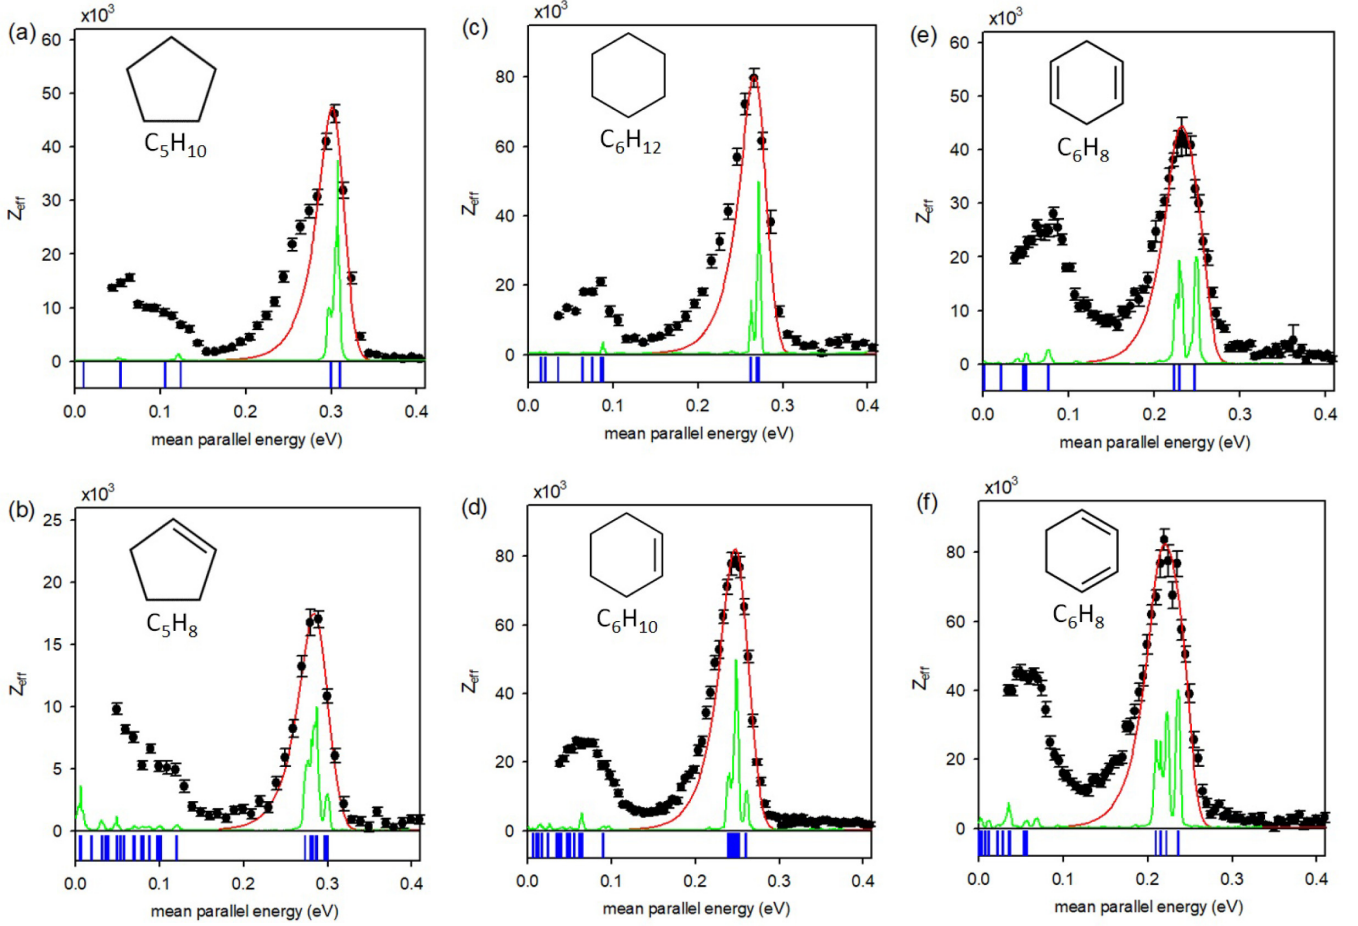 (a)
x10³
60
50
40
30
20
10
0
Z_eff
C₅H₁₀
0.0 0.1 0.2 0.3 0.4
mean parallel energy (eV)
(c)
x10³
80
60
40
20
0
Z_eff
C₆H₁₂
0.0 0.1 0.2 0.3 0.4
mean parallel energy (eV)
(e)
x10³
60
50
40
30
20
10
0
Z_eff
C₆H₈
0.0 0.1 0.2 0.3 0.4
mean parallel energy (eV)
(b)
x10³
25
20
15
10
5
0
Z_eff
C₅H₈
0.0 0.1 0.2 0.3 0.4
mean parallel energy (eV)
(d)
x10³
80
60
40
20
0
Z_eff
C₆H₁₀
0.0 0.1 0.2 0.3 0.4
mean parallel energy (eV)
(f)
x10³
80
60
40
20
0
Z_eff
C₆H₈
0.0 0.1 0.2 0.3 0.4
mean parallel energy (eV)